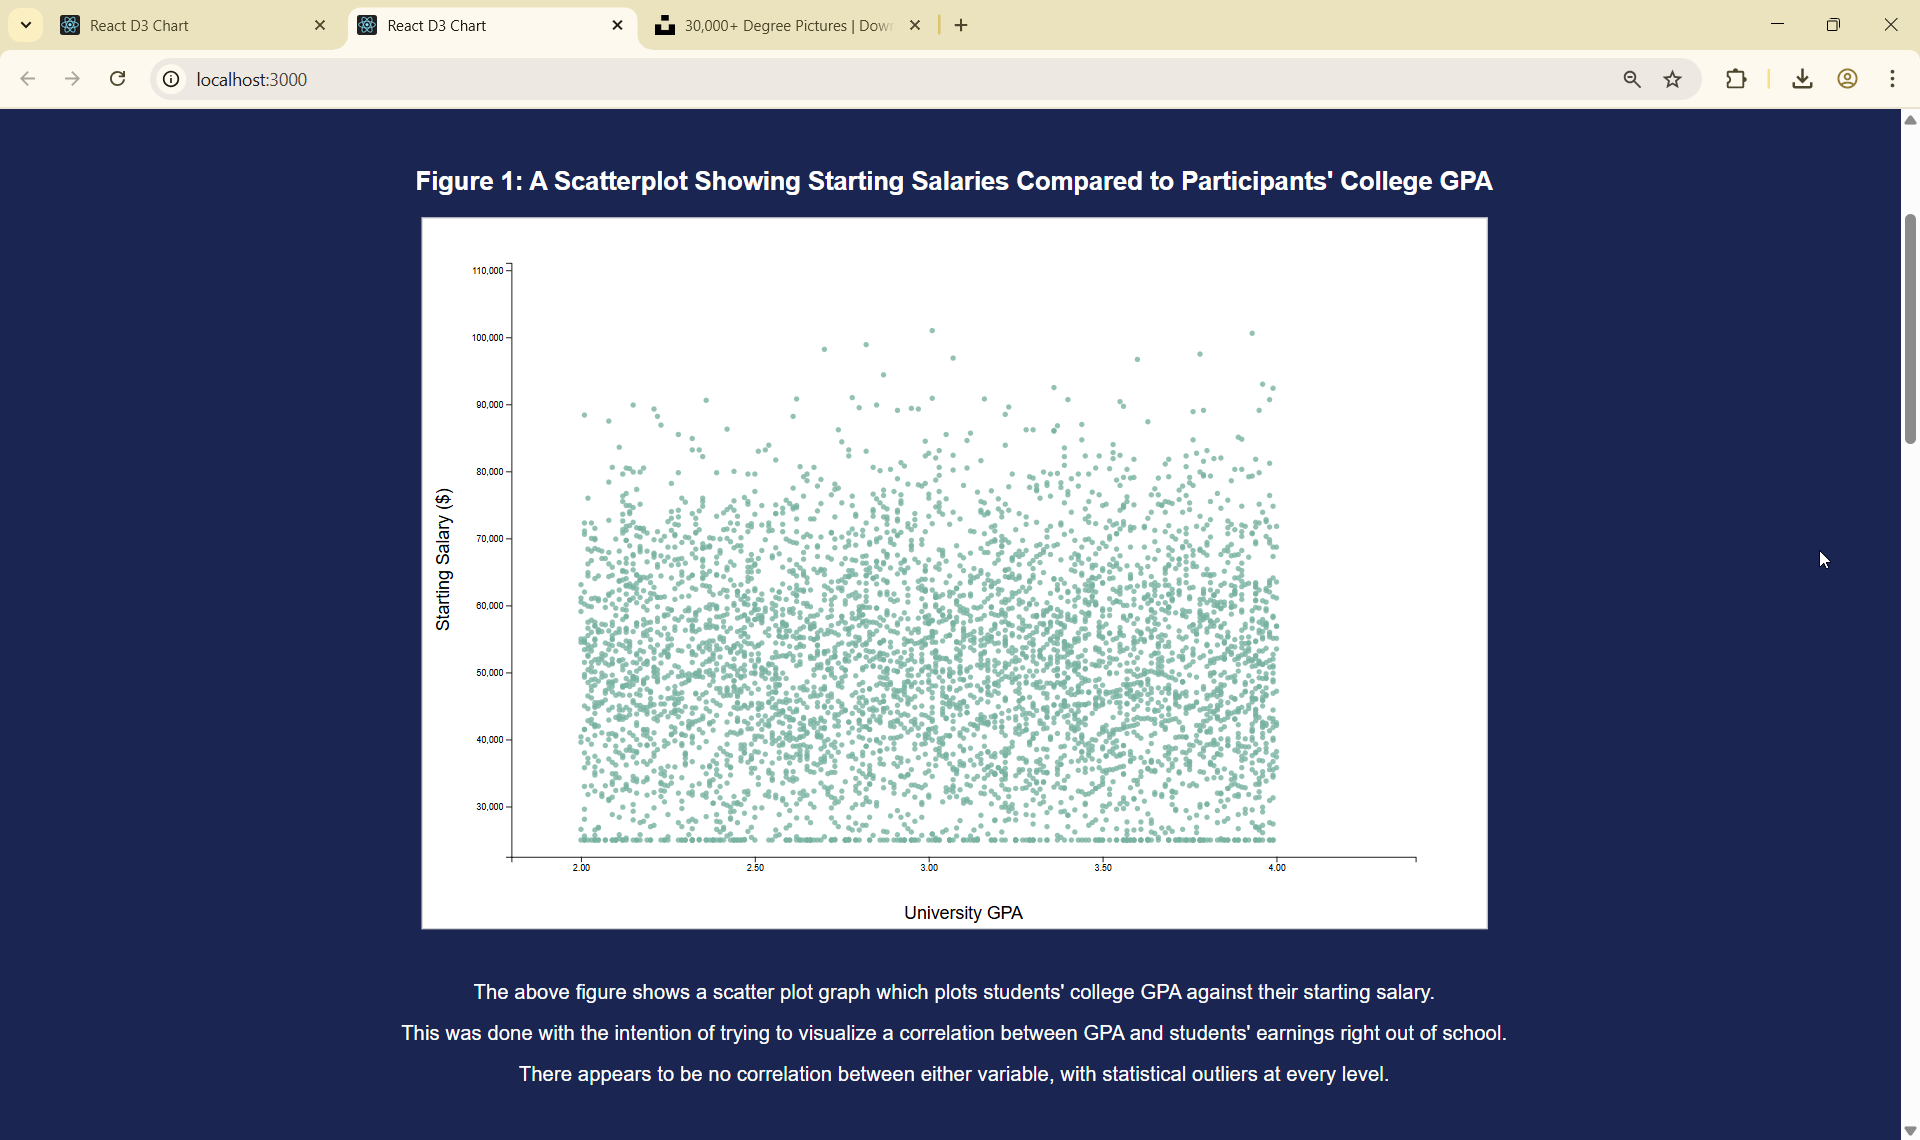 React D3 Chart
React D3 Chart
30,000+ Degree Pictures | Dow
localhost:3000
Figure 1: A Scatterplot Showing Starting Salaries Compared to Participants' College GPA
110,000
100,000
90,000
80,000
70,000
60,000
50,000
40,000
30,000
Starting Salary ($)
2.00
2.50
3.00
3.50
4.00
University GPA
The above figure shows a scatter plot graph which plots students' college GPA against their starting salary.
This was done with the intention of trying to visualize a correlation between GPA and students' earnings right out of school.
There appears to be no correlation between either variable, with statistical outliers at every level.